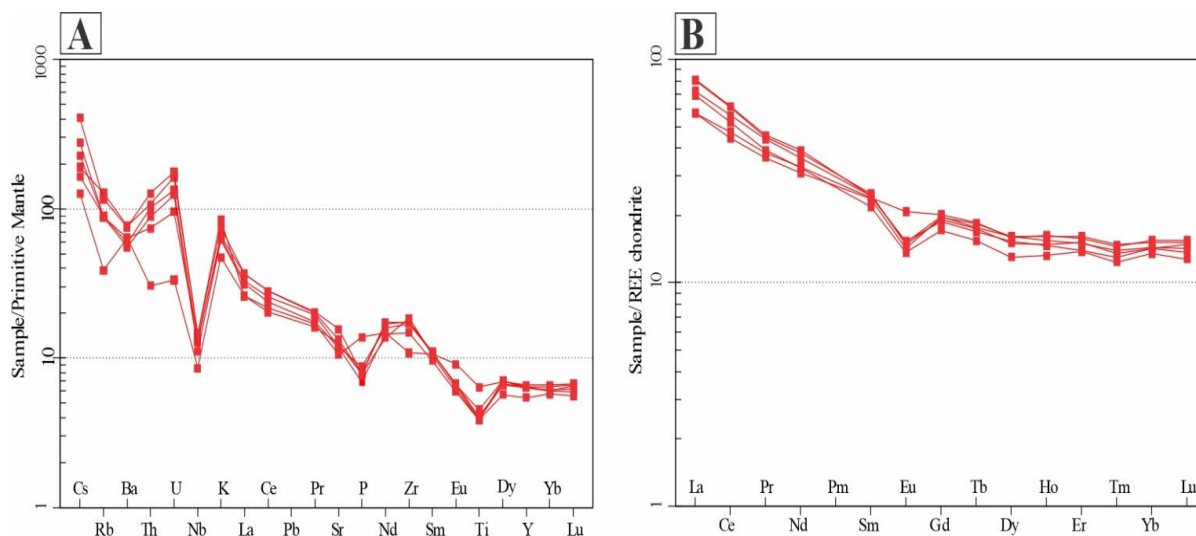 A
Sample/Primitive Mantle
1000
100
10
1
Cs Ba U K Ce Pr P Zr Eu Dy Yb
Rb Th Nb La Pb Sr Nd Sm Ti Y Lu
B
Sample/ REE chondrite
100
10
1
La Pr Pm Eu Tb Ho Tm Lu
Ce Nd Sm Gd Dy Er Yb